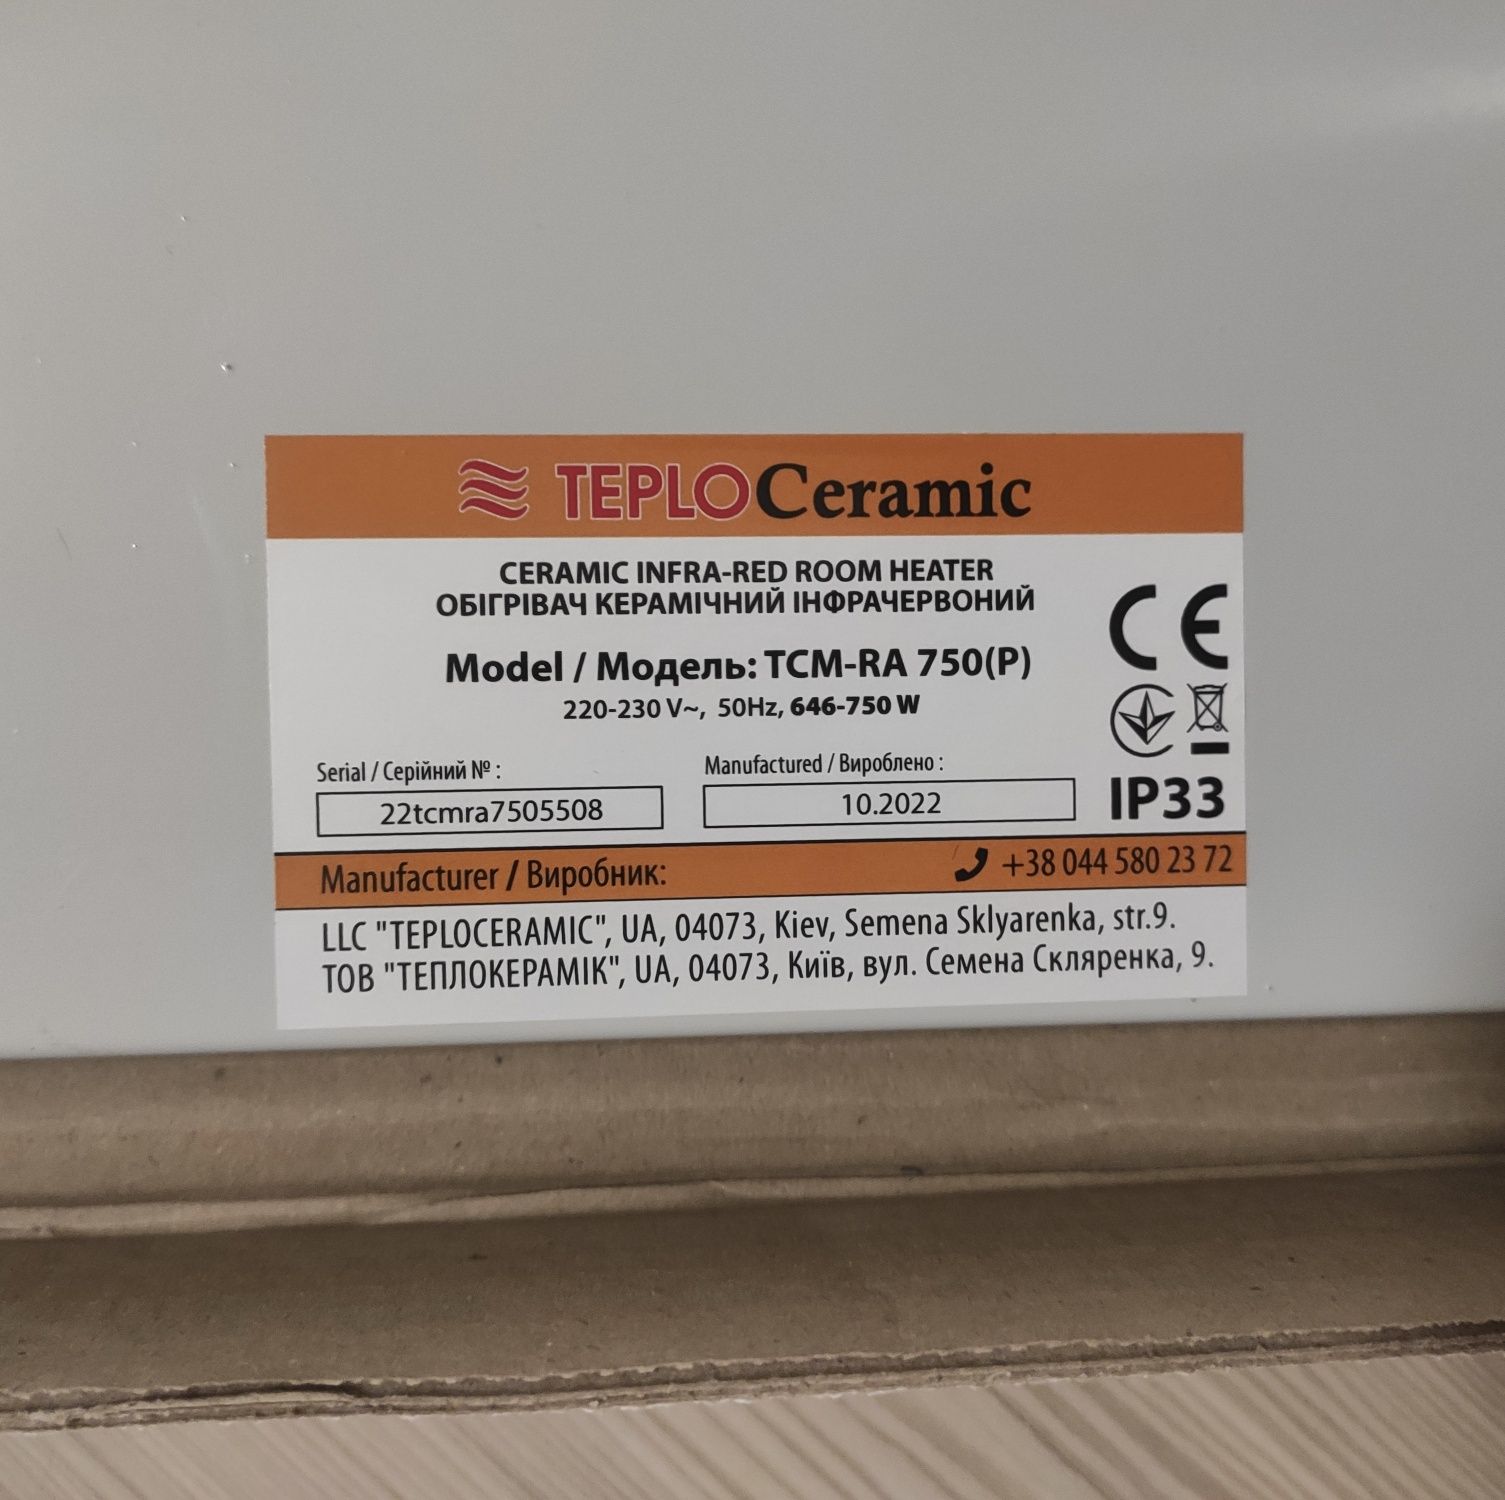 TEPLOCeramic
CERAMIC INFRA-RED ROOM HEATER
ОБІГРІВАЧ КЕРАМІЧНИЙ ІНФРАЧЕРВОНИЙ
Model / Модель: TCM-RA 750(P)
220-230 V~, 50Hz, 646-750 W
CE
Serial / Серійний № :
22tcmra7505508
Manufactured / Вироблено :
10.2022
IP33
Manufacturer / Виробник:
+38 044 580 23 72
LLC "TEPLOCERAMIC", UA, 04073, Kiev, Semena Sklyarenka, str.9.
ТОВ "ТЕПЛОКЕРАМІК", UA, 04073, Київ, вул. Семена Скляренка, 9.